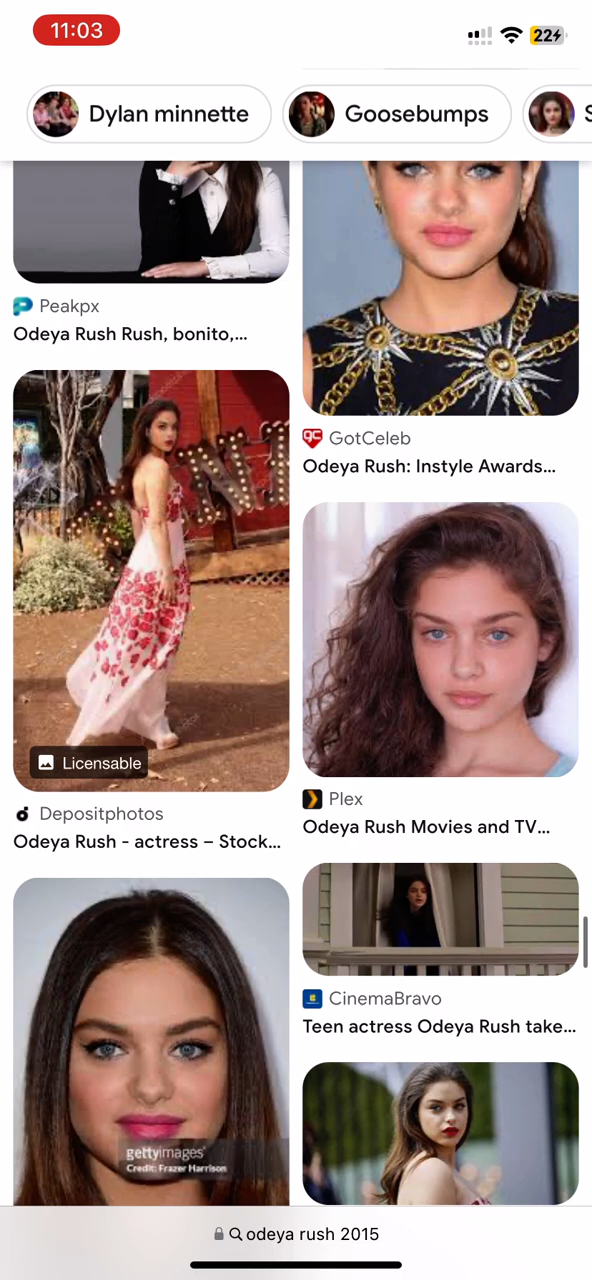 11:03
22
Dylan minnette
Goosebumps
S
Peakpx
Odeya Rush Rush, bonito,...
GotCeleb
Odeya Rush: Instyle Awards...
Licensable
Depositphotos
Odeya Rush - actress – Stock...
Plex
Odeya Rush Movies and TV...
CinemaBravo
Teen actress Odeya Rush take...
gettyimages
Credit: Frazer Harrison
odeya rush 2015